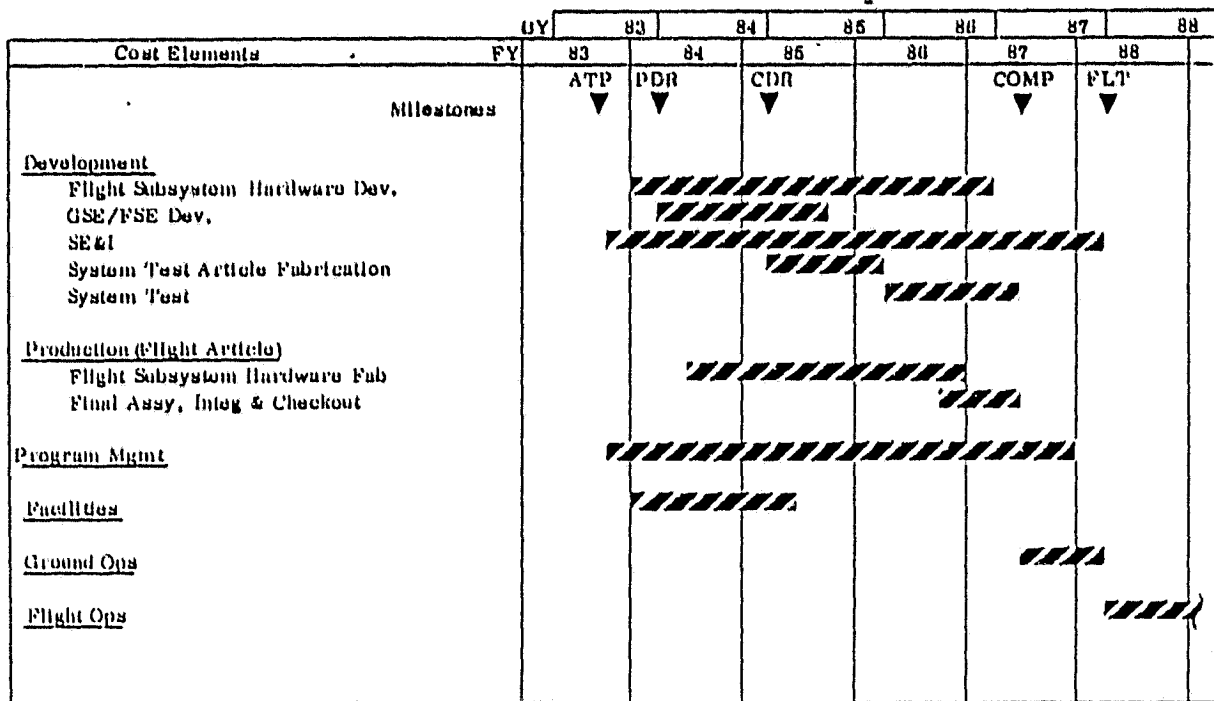 CY 83 84 85 86 87 88
Cost Elements FY 83 84 85 86 87 88
ATP PDR CDR COMP FLT
Milestones
Development
Flight Subsystem Hardware Dev.
GSE/FSE Dev.
SE&I
System Test Article Fabrication
System Test
Production (Flight Article)
Flight Subsystem Hardware Fab
Final Assy, Integ & Checkout
Program Mgmt
Facilities
Ground Ops
Flight Ops